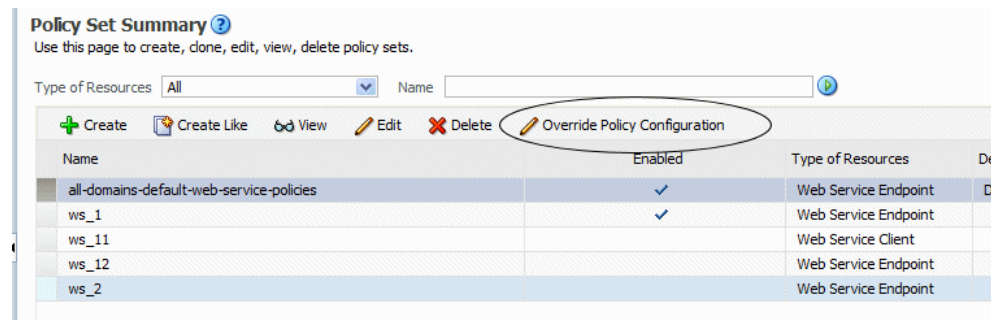 Policy Set Summary ?
Use this page to create, clone, edit, view, delete policy sets.
Type of Resources All Name
Create Create Like View Edit Delete Override Policy Configuration
Name Enabled Type of Resources De
all-domains-default-web-service-policies Web Service Endpoint D
ws_1 Web Service Endpoint
ws_11 Web Service Client
ws_12 Web Service Endpoint
ws_2 Web Service Endpoint